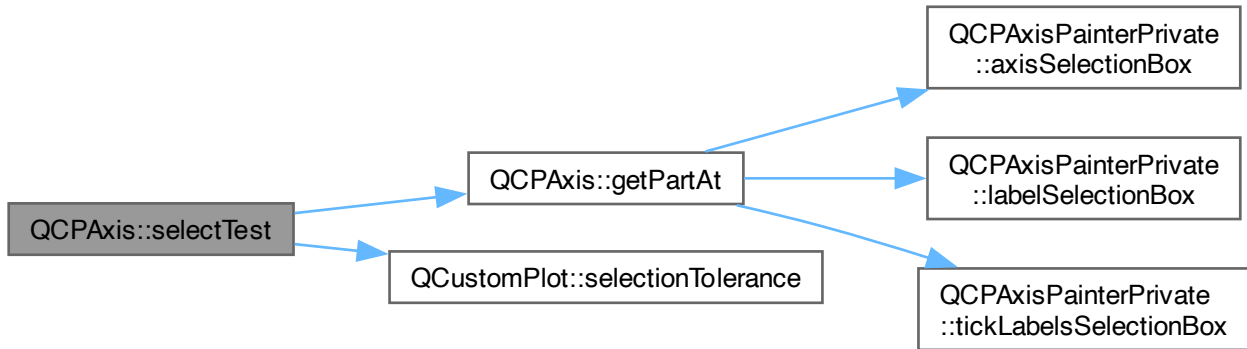 QCPAxisPainterPrivate
::axisSelectionBox
QCPAxis::getPartAt
QCPAxisPainterPrivate
::labelSelectionBox
QCPAxis::selectTest
QCustomPlot::selectionTolerance
QCPAxisPainterPrivate
::tickLabelsSelectionBox